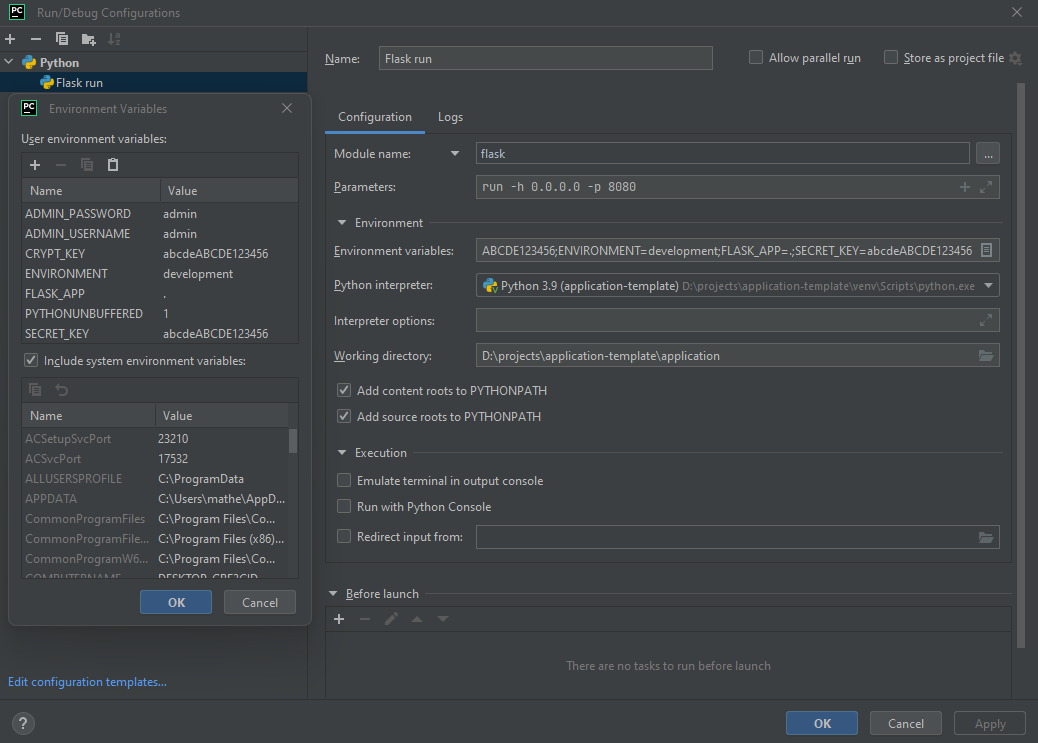 PC Run/Debug Configurations
Python
Flask run
PC Environment Variables
User environment variables:
Name Value
ADMIN_PASSWORD admin
ADMIN_USERNAME admin
CRYPT_KEY abcdeABCDE123456
ENVIRONMENT development
FLASK_APP .
PYTHONUNBUFFERED 1
SECRET_KEY abcdeABCDE123456
Include system environment variables:
Name Value
ACSetupSvcPort 23210
ACSvcPort 17532
ALLUSERSPROFILE C:\ProgramData
APPDATA C:\Users\mathe\AppD...
CommonProgramFiles C:\Program Files\Co...
CommonProgramFile... C:\Program Files (x86)...
CommonProgramW6... C:\Program Files\Co...
COMPUTERNAME
OK Cancel
Edit configuration templates...
?
Name: Flask run Allow parallel run Store as project file
Configuration Logs
Module name: flask ...
Parameters: run -h 0.0.0.0 -p 8080
Environment
Environment variables: ABCDE123456;ENVIRONMENT=development;FLASK_APP=.;SECRET_KEY=abcdeABCDE123456
Python interpreter: Python 3.9 (application-template) D:\projects\application-template\venv\Scripts\python.exe
Interpreter options:
Working directory: D:\projects\application-template\application
Add content roots to PYTHONPATH
Add source roots to PYTHONPATH
Execution
Emulate terminal in output console
Run with Python Console
Redirect input from:
Before launch
There are no tasks to run before launch
OK Cancel Apply